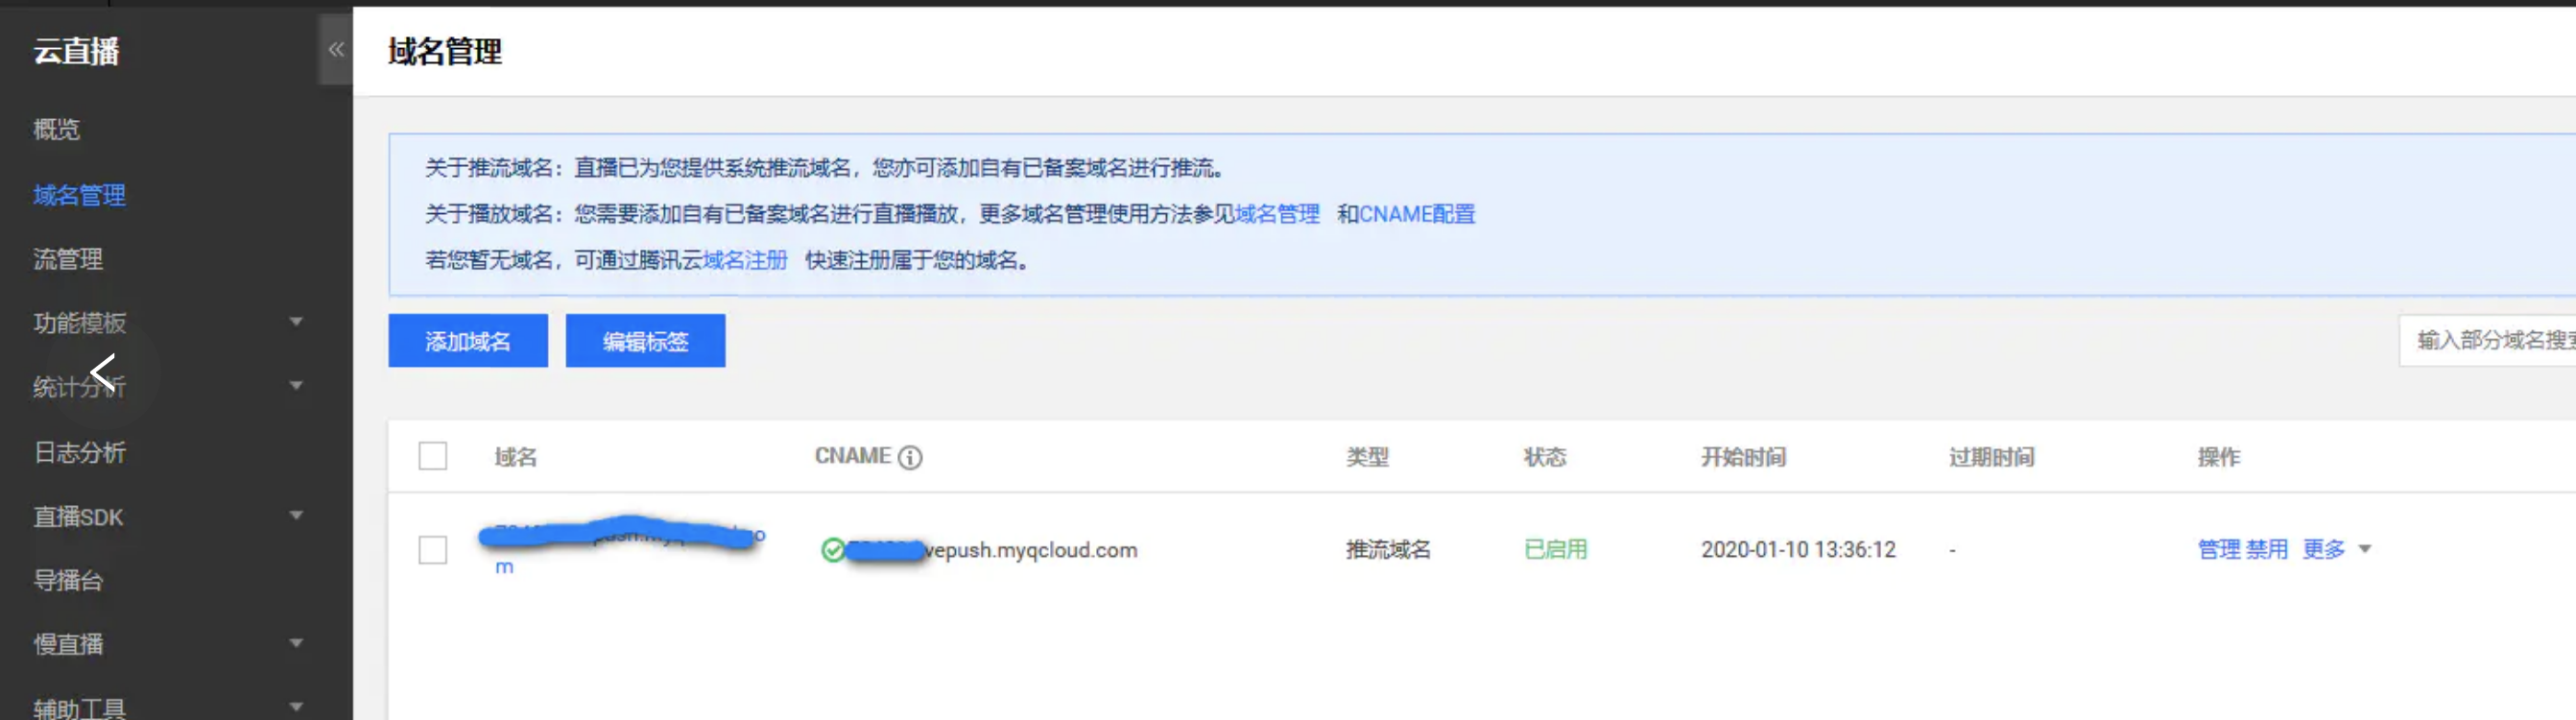 云直播
概览
域名管理
流管理
功能模板
统计分析
日志分析
直播SDK
导播台
慢直播
辅助工具
域名管理
关于推流域名：直播已为您提供系统推流域名，您亦可添加自有已备案域名进行推流。
关于播放域名：您需要添加自有已备案域名进行直播播放，更多域名管理使用方法参见域名管理 和CNAME配置
若您暂无域名，可通过腾讯云域名注册 快速注册属于您的域名。
添加域名 编辑标签
输入部分域名搜
域名 CNAME 类型 状态 开始时间 过期时间 操作
vepush.myqcloud.com 推流域名 已启用 2020-01-10 13:36:12 - 管理 禁用 更多
m